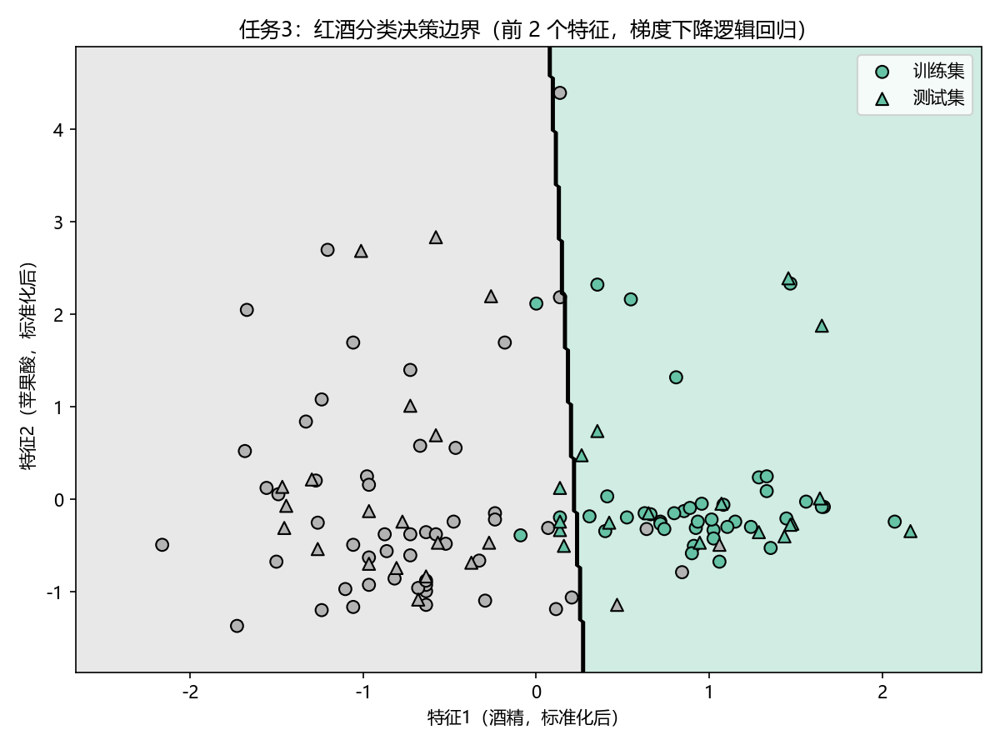 任务3：红酒分类决策边界（前 2 个特征，梯度下降逻辑回归）
训练集
测试集
4
3
2
1
0
-1
特征2（苹果酸，标准化后）
-2
-1
0
1
2
特征1（酒精，标准化后）